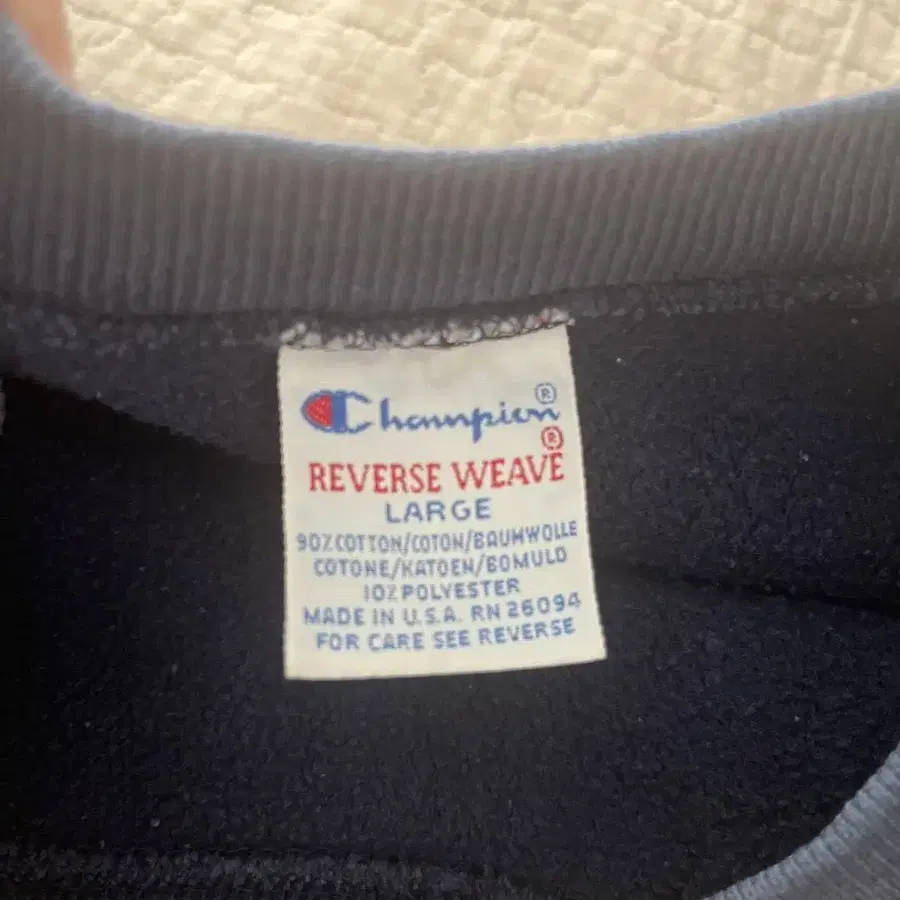 Champion®
REVERSE WEAVE®
LARGE
90% COTTON/COTON/BAUMWOLLE
COTONE/KATOEN/BOMULD
10% POLYESTER
MADE IN U.S.A. RN 26094
FOR CARE SEE REVERSE